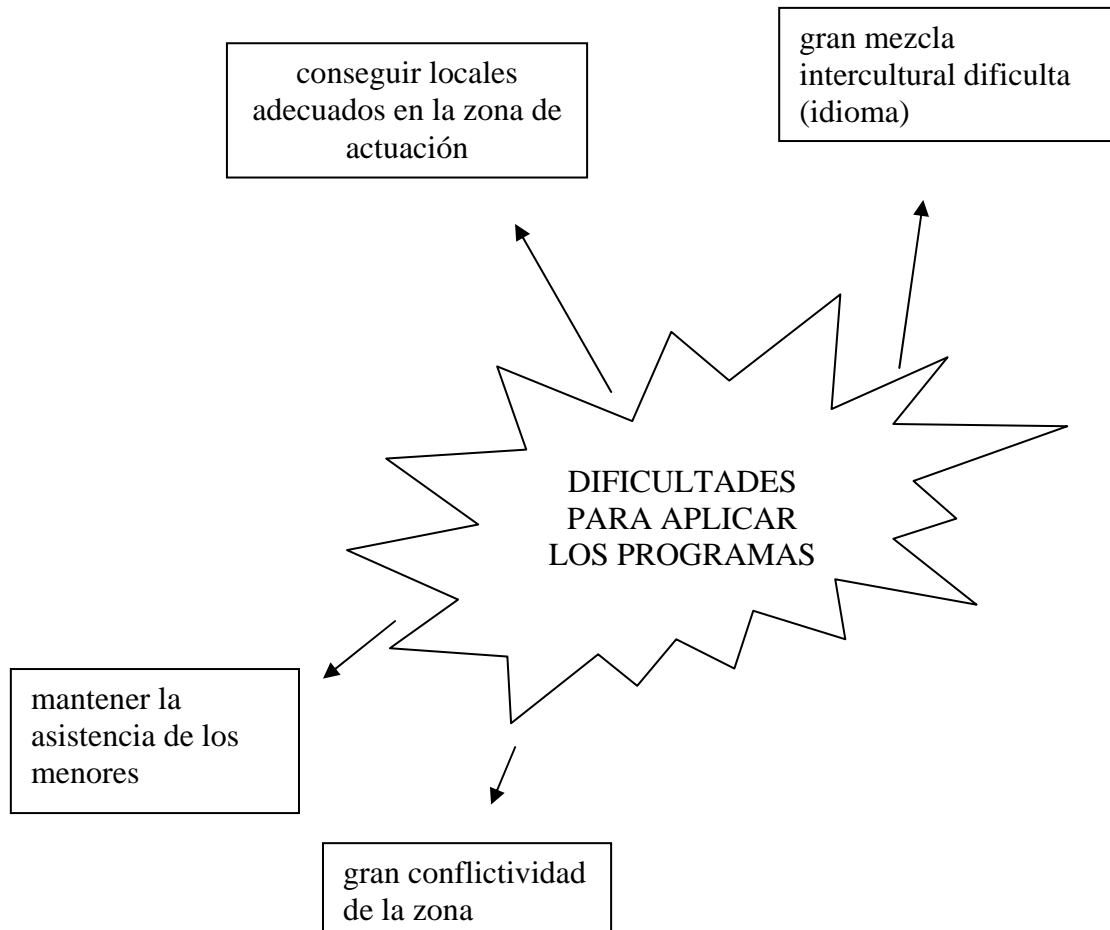 conseguir locales
adecuados en la zona de
actuación
gran mezcla
intercultural dificulta
(idioma)
DIFICULTADES
PARA APLICAR
LOS PROGRAMAS
mantener la
asistencia de los
menores
gran conflictividad
de la zona